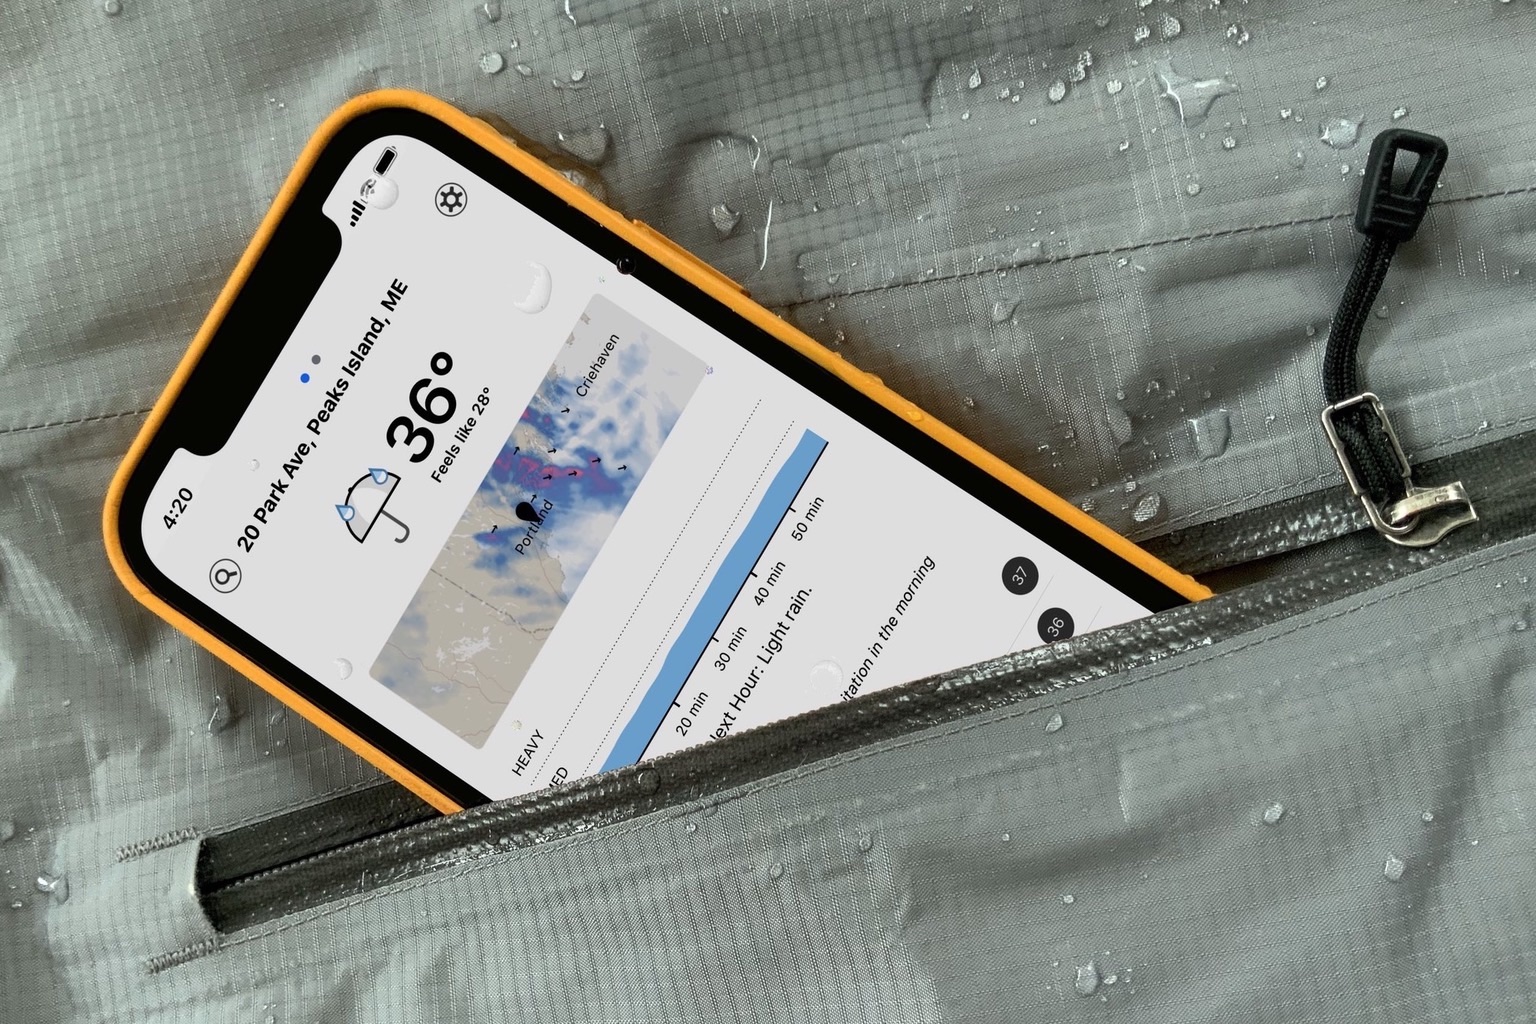 4:20
20 Park Ave, Peaks Island, ME
36°
Feels like 28°
Criehaven
Portland
HEAVY
MED
20 min
30 min
40 min
50 min
Next Hour: Light rain.
in the morning
37
36